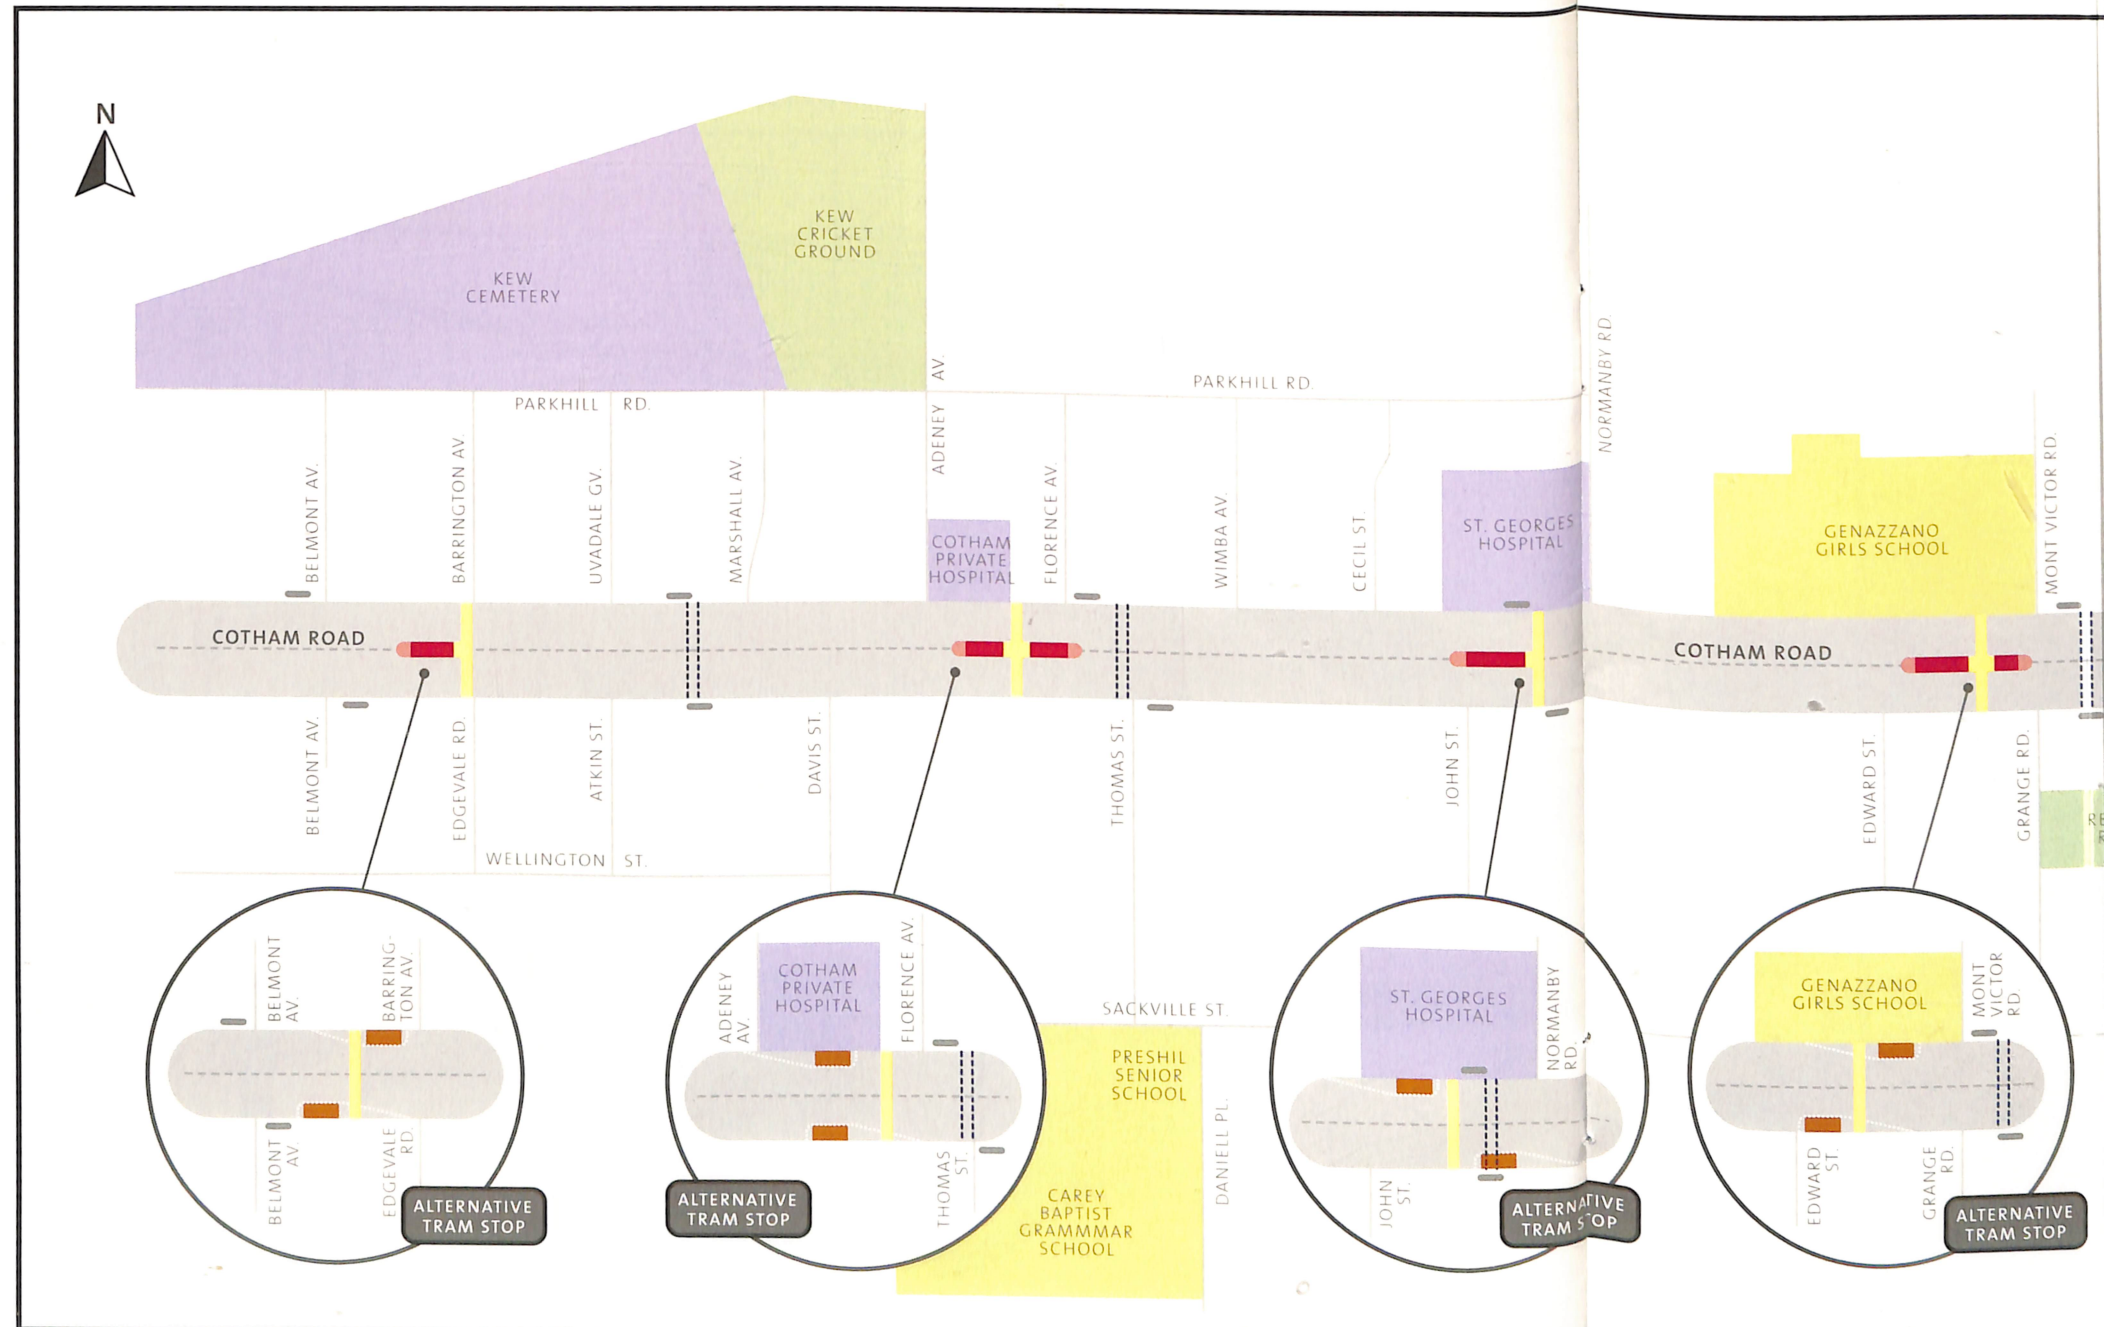 N
KEW
CRICKET
GROUND
KEW
CEMETERY
PARKHILL RD.
PARKHILL RD.
ADENEY AV.
NORMANBY RD.
BELMONT AV.
BARRINGTON AV.
UVADALE GV.
MARSHALL AV.
COTHAM
PRIVATE
HOSPITAL
FLORENCE AV.
WIMBA AV.
CECIL ST.
ST. GEORGES
HOSPITAL
GENAZZANO
GIRLS SCHOOL
MONT VICTOR RD.
COTHAM ROAD
COTHAM ROAD
BELMONT AV.
EDGEVALE RD.
ATKIN ST.
DAVIS ST.
THOMAS ST.
JOHN ST.
EDWARD ST.
GRANGE RD.
WELLINGTON ST.
SACKVILLE ST.
PRESHIL
SENIOR
SCHOOL
DANIELL PL.
CAREY
BAPTIST
GRAMMMAR
SCHOOL
BELMONT
AV.
BARRING-
TON AV.
BELMONT
AV.
EDGEVALE
RD.
ALTERNATIVE
TRAM STOP
ADENEY
AV.
COTHAM
PRIVATE
HOSPITAL
FLORENCE AV.
THOMAS
ST.
ALTERNATIVE
TRAM STOP
ST. GEORGES
HOSPITAL
NORMANBY
RD.
JOHN
ST.
ALTERNATIVE
TRAM STOP
GENAZZANO
GIRLS SCHOOL
MONT
VICTOR
RD.
EDWARD
ST.
GRANGE
RD.
ALTERNATIVE
TRAM STOP